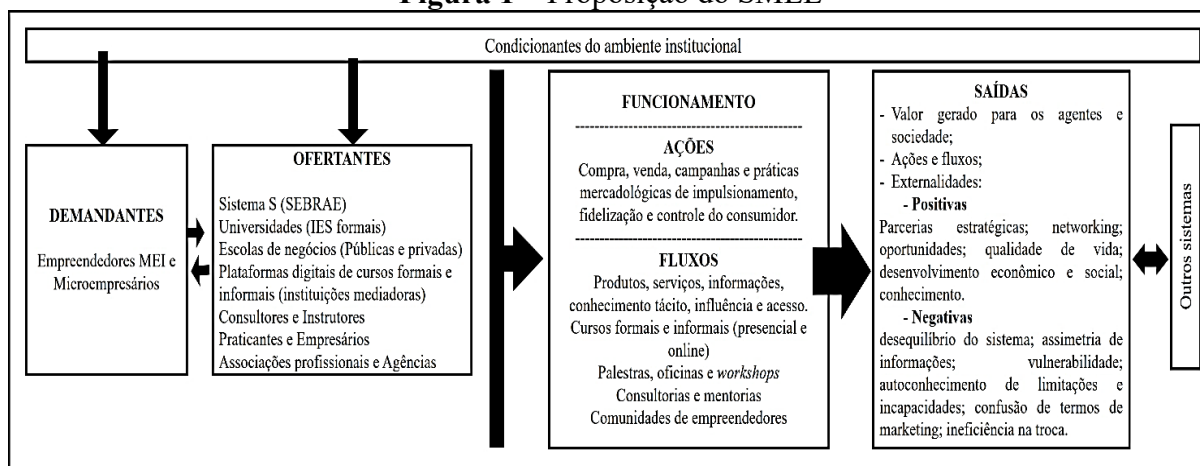 Figura 1 - Proposição do SMEE
Condicionantes do ambiente institucional
DEMANDANTES
Empreendedores MEI e
Microempresários
OFERTANTES
Sistema S (SEBRAE)
Universidades (IES formais)
Escolas de negócios (Públicas e privadas)
Plataformas digitais de cursos formais e
informais (instituições mediadoras)
Consultores e Instrutores
Praticantes e Empresários
Associações profissionais e Agências
FUNCIONAMENTO
AÇÕES
Compra, venda, campanhas e práticas
mercadológicas de impulsionamento,
fidelização e controle do consumidor.
FLUXOS
Produtos, serviços, informações,
conhecimento tácito, influência e acesso.
Cursos formais e informais (presencial e
online)
Palestras, oficinas e workshops
Consultorias e mentorias
Comunidades de empreendedores
SAÍDAS
- Valor gerado para os agentes e
sociedade;
- Ações e fluxos;
- Externalidades:
- Positivas
Parcerias estratégicas; networking;
oportunidades; qualidade de vida;
desenvolvimento econômico e social;
conhecimento.
- Negativas
desequilíbrio do sistema; assimetria de
informações; vulnerabilidade;
autoconhecimento de limitações e
incapacidades; confusão de termos de
marketing; ineficiência na troca.
Outros sistemas